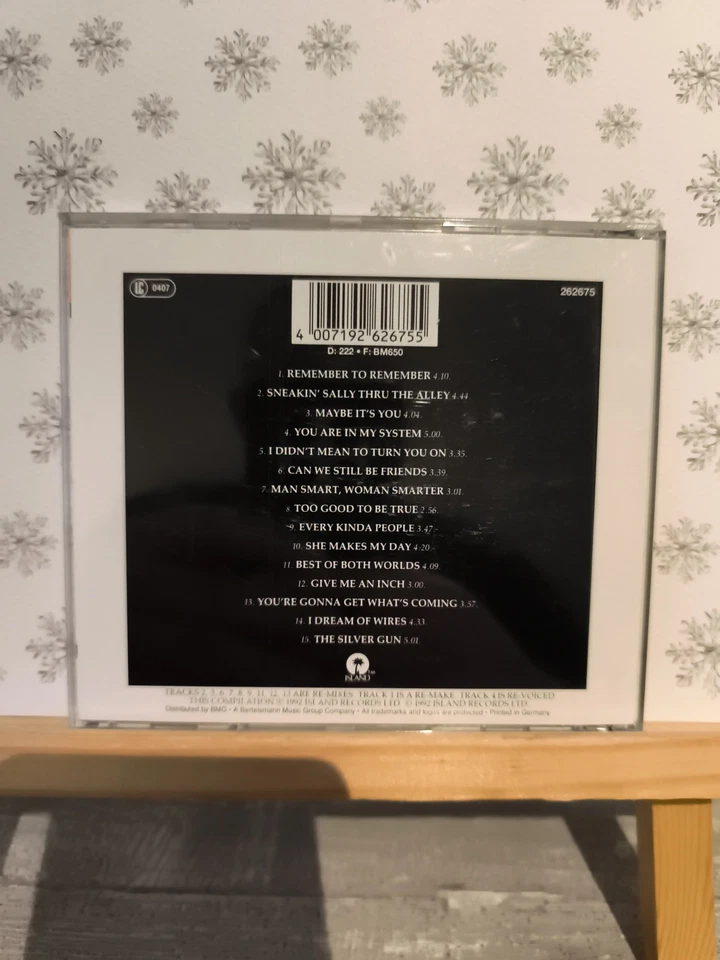 LC 0407
262675
4 007192 626755
D: 222 • F: BM650
1. REMEMBER TO REMEMBER 4.10.
2. SNEAKIN' SALLY THRU THE ALLEY 4.44.
3. MAYBE IT'S YOU 4.04.
4. YOU ARE IN MY SYSTEM 5.00.
5. I DIDN'T MEAN TO TURN YOU ON 3.35.
6. CAN WE STILL BE FRIENDS 3.39.
7. MAN SMART, WOMAN SMARTER 3.01.
8. TOO GOOD TO BE TRUE 2.56.
9. EVERY KINDA PEOPLE 3.47.
10. SHE MAKES MY DAY 4.20.
11. BEST OF BOTH WORLDS 4.09.
12. GIVE ME AN INCH 3.00.
13. YOU'RE GONNA GET WHAT'S COMING 3.57.
14. I DREAM OF WIRES 4.33.
15. THE SILVER GUN 5.01.
ISLAND TM
TRACKS 2, 3, 6, 7, 8, 9, 11, 12, 13 ARE RE-MIXES. TRACK 1 IS A RE-MAKE. TRACK 4 IS RE-VOICED.
THIS COMPILATION ℗ 1992 ISLAND RECORDS LTD. © 1992 ISLAND RECORDS LTD.
Distributed by BMG • A Bertelsmann Music Group Company • All trademarks and logos are protected • Printed in Germany